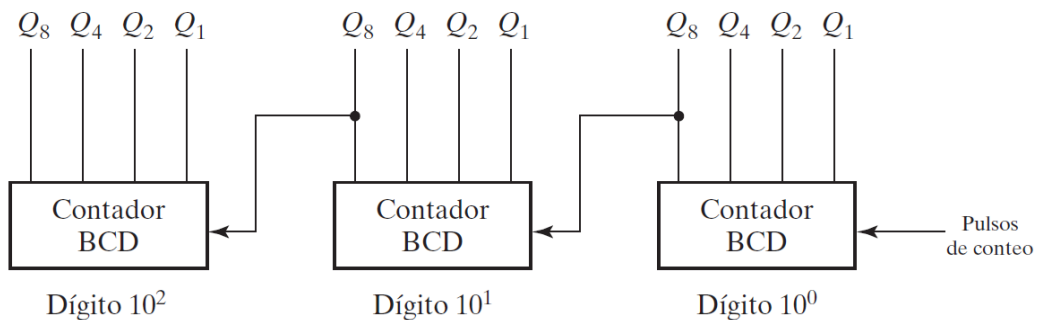 Q8 Q4 Q2 Q1 Q8 Q4 Q2 Q1 Q8 Q4 Q2 Q1
Contador
BCD
Contador
BCD
Contador
BCD
Pulsos
de conteo
Dígito 10²
Dígito 10¹
Dígito 10⁰